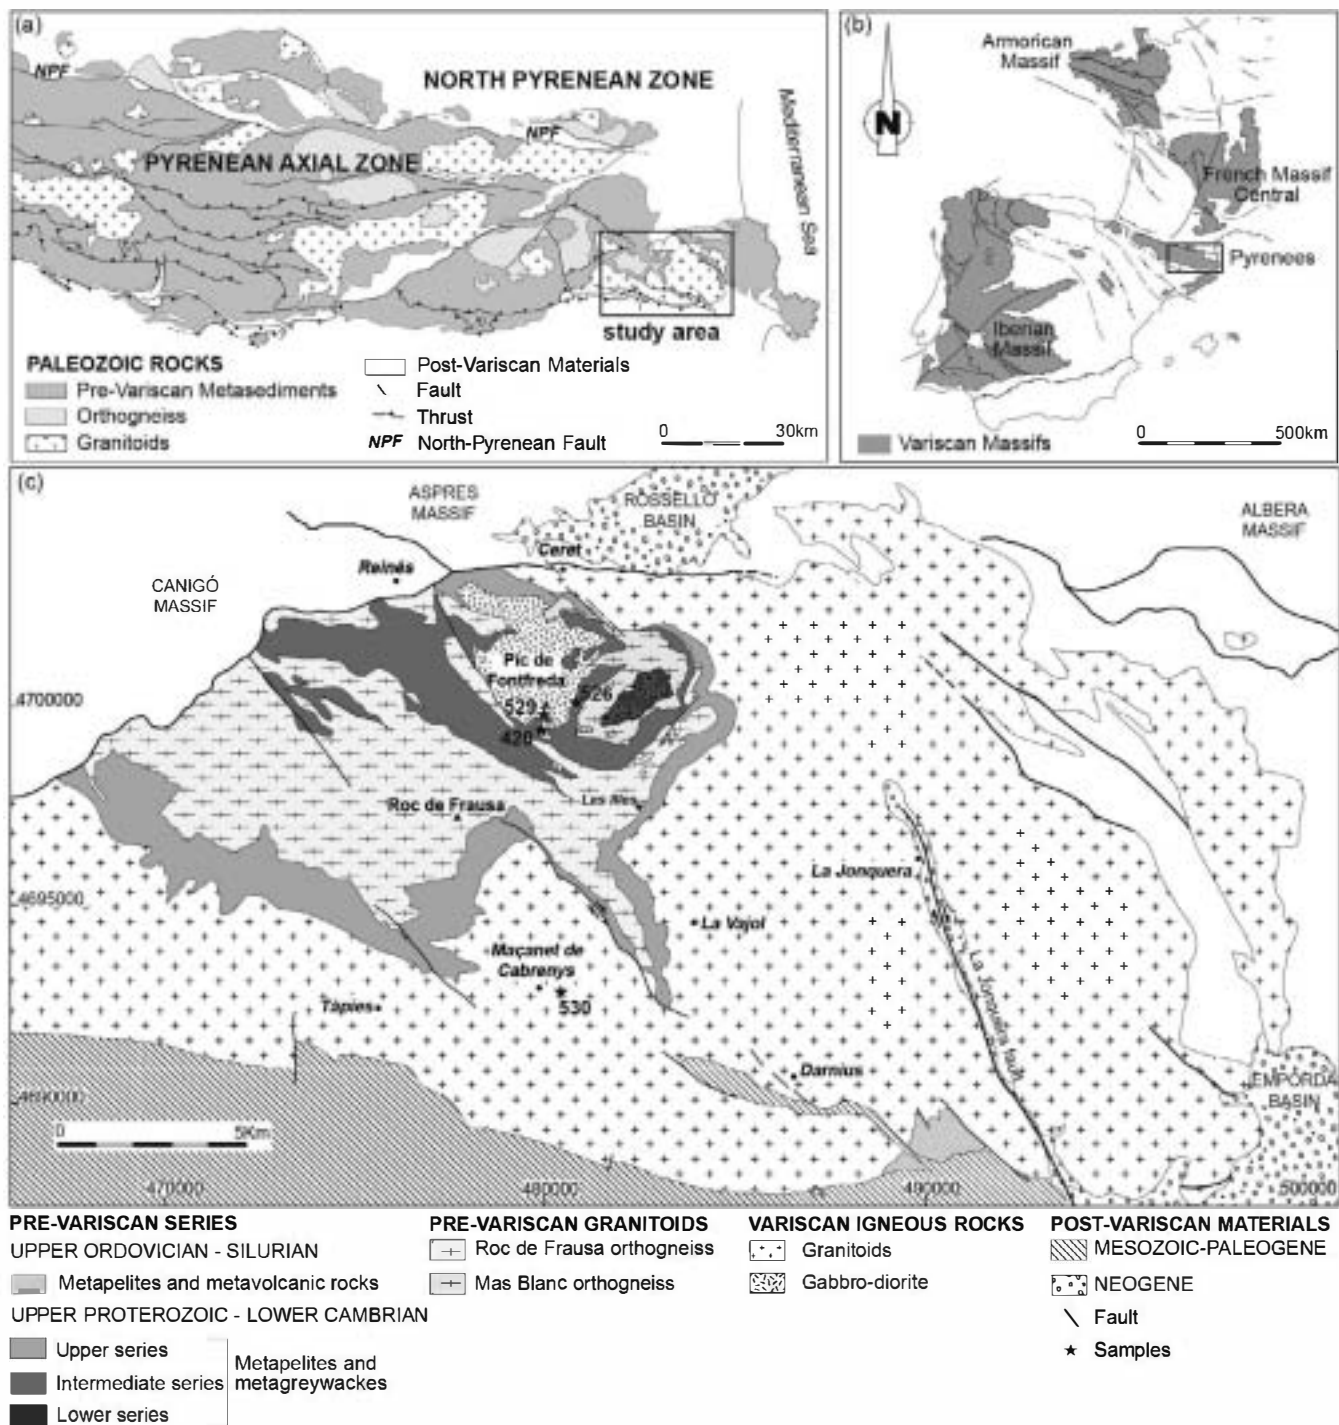 (a)
NPF
NORTH PYRENEAN ZONE
NPF
PYRENEAN AXIAL ZONE
Mediterranean Sea
study area
PALEOZOIC ROCKS
Pre-Variscan Metasediments
Orthogneiss
Granitoids
Post-Variscan Materials
Fault
Thrust
NPF North-Pyrenean Fault
0 30km
(b)
N
Armorican
Massif
French Massif
Central
Pyrenees
Iberian
Massif
Variscan Massifs
0 500km
(c)
ASPRES
MASSIF
ROSSELLO
BASIN
ALBERA
MASSIF
Ceret
Reinés
CANIGÓ
MASSIF
Pic de
Fontfreda
526
529
420
4700000
Las Illes
Roc de Frausa
La Jonquera
4695000
La Vajol
Maçanet de
Cabrenys
530
Tàpies
La Jonquera fault
Darnius
EMPORDÀ
BASIN
4690000
0 5Km
470000
480000
490000
500000
PRE-VARISCAN SERIES
UPPER ORDOVICIAN - SILURIAN
Metapelites and metavolcanic rocks
UPPER PROTEROZOIC - LOWER CAMBRIAN
Upper series
Intermediate series
Lower series
Metapelites and
metagreywackes
PRE-VARISCAN GRANITOIDS
Roc de Frausa orthogneiss
Mas Blanc orthogneiss
VARISCAN IGNEOUS ROCKS
Granitoids
Gabbro-diorite
POST-VARISCAN MATERIALS
MESOZOIC-PALEOGENE
NEOGENE
Fault
Samples